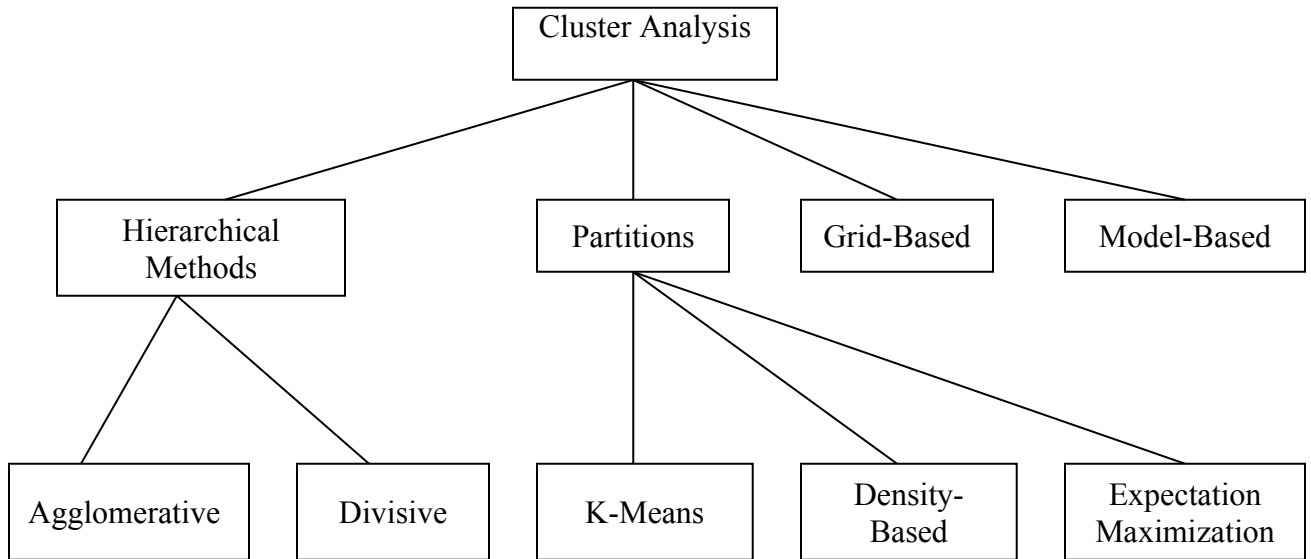 Cluster Analysis
Hierarchical
Methods
Partitions
Grid-Based
Model-Based
Agglomerative
Divisive
K-Means
Density-
Based
Expectation
Maximization